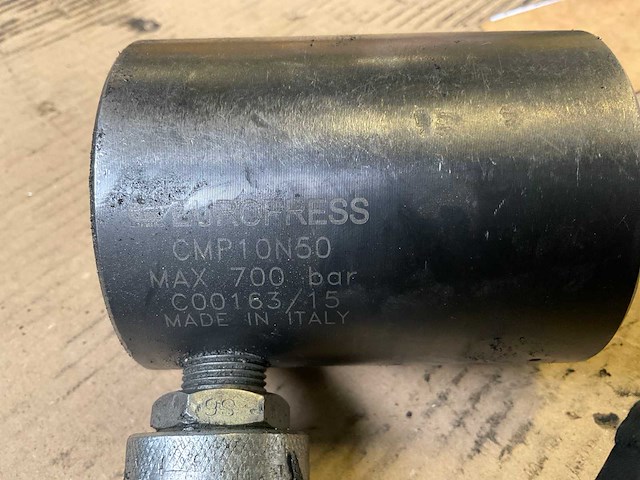 EUROPRESS
CMP10N50
MAX 700 bar
C00163/15
MADE IN ITALY